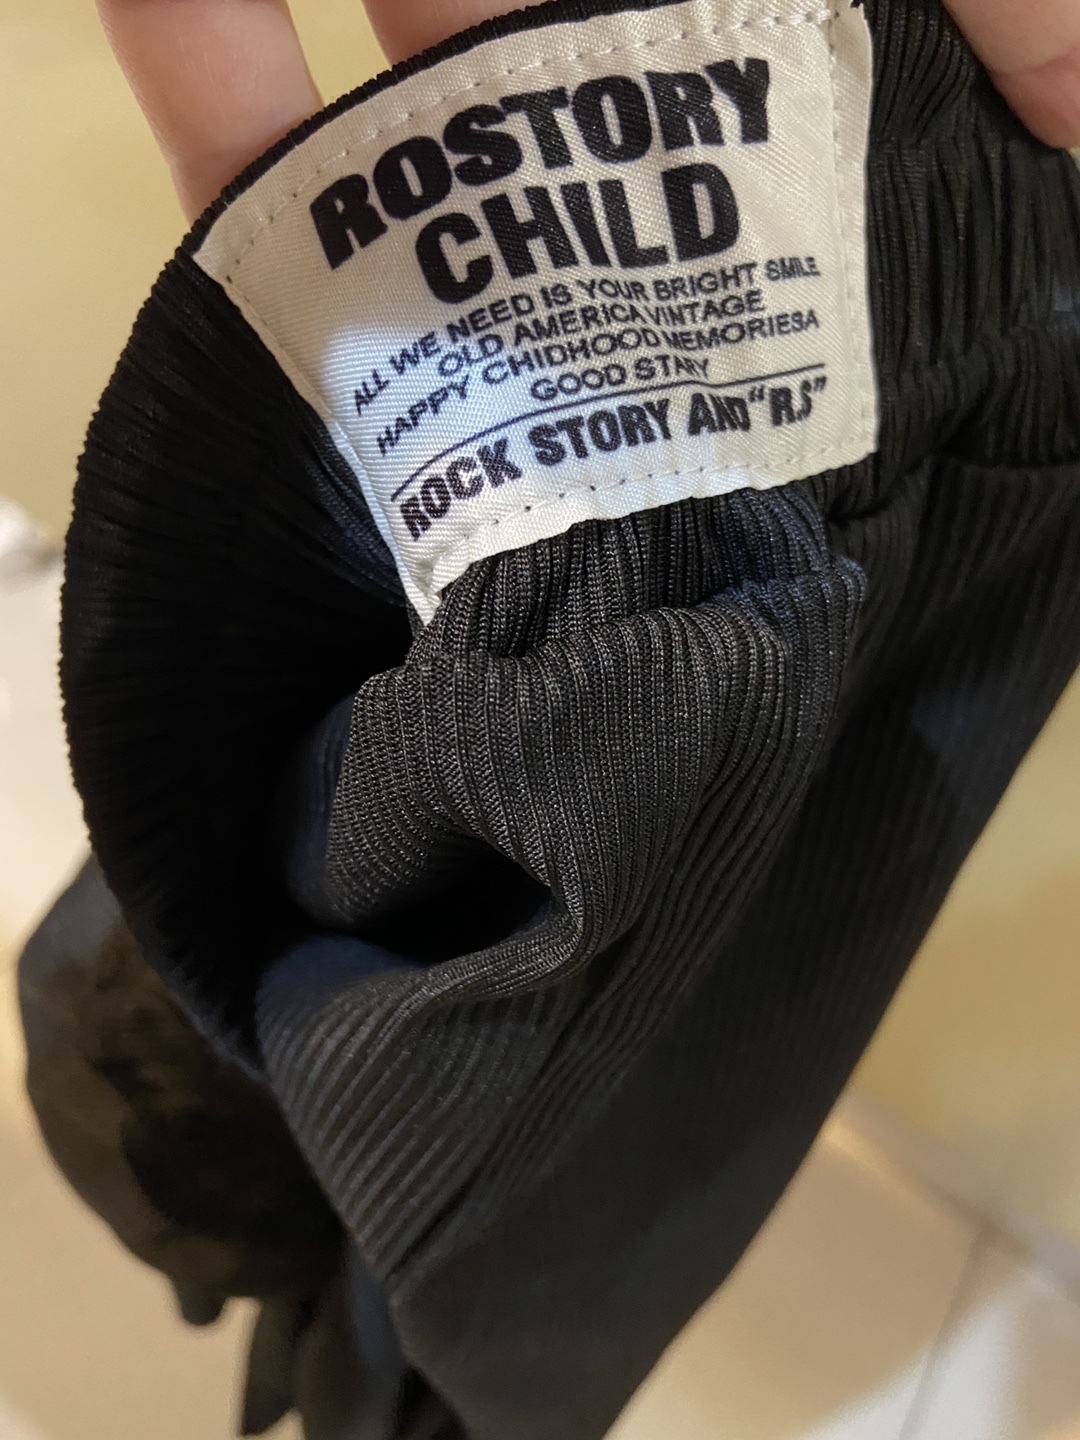 ROSTORY
CHILD
ALL WE NEED IS YOUR BRIGHT SMILE
OLD AMERICA VINTAGE
HAPPY CHIDHOOD MEMORIESA
GOOD STARY
ROCK STORY AND "R.S"